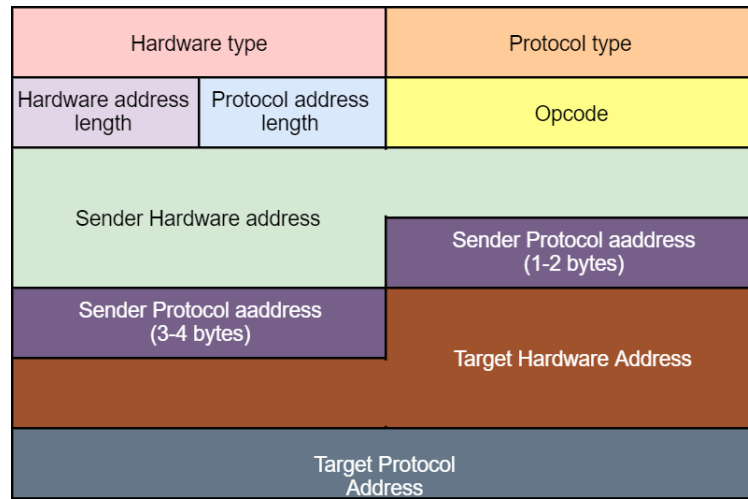 Hardware type
Protocol type
Hardware address
length
Protocol address
length
Opcode
Sender Hardware address
Sender Protocol aaddress
(1-2 bytes)
Sender Protocol aaddress
(3-4 bytes)
Target Hardware Address
Target Protocol
Address